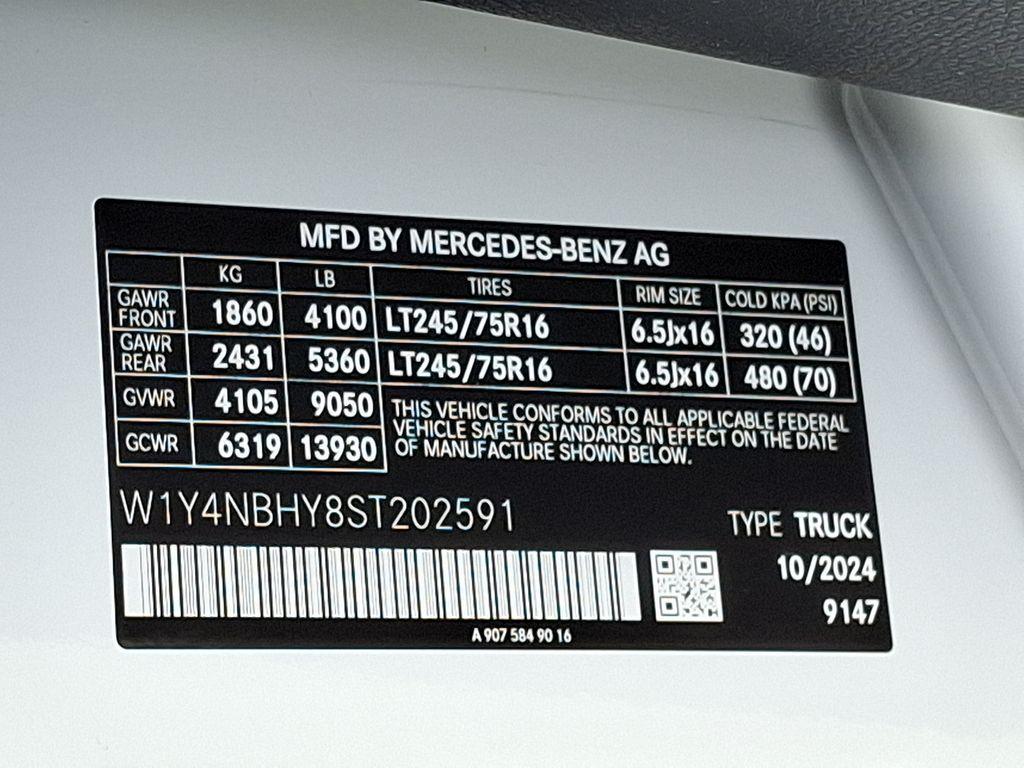 MFD BY MERCEDES-BENZ AG
KG LB TIRES RIM SIZE COLD KPA (PSI)
GAWR FRONT 1860 4100 LT245/75R16 6.5Jx16 320 (46)
GAWR REAR 2431 5360 LT245/75R16 6.5Jx16 480 (70)
GVWR 4105 9050
GCWR 6319 13930
THIS VEHICLE CONFORMS TO ALL APPLICABLE FEDERAL
VEHICLE SAFETY STANDARDS IN EFFECT ON THE DATE
OF MANUFACTURE SHOWN BELOW.
W1Y4NBHY8ST202591
TYPE TRUCK
10/2024
9147
A 907 584 90 16